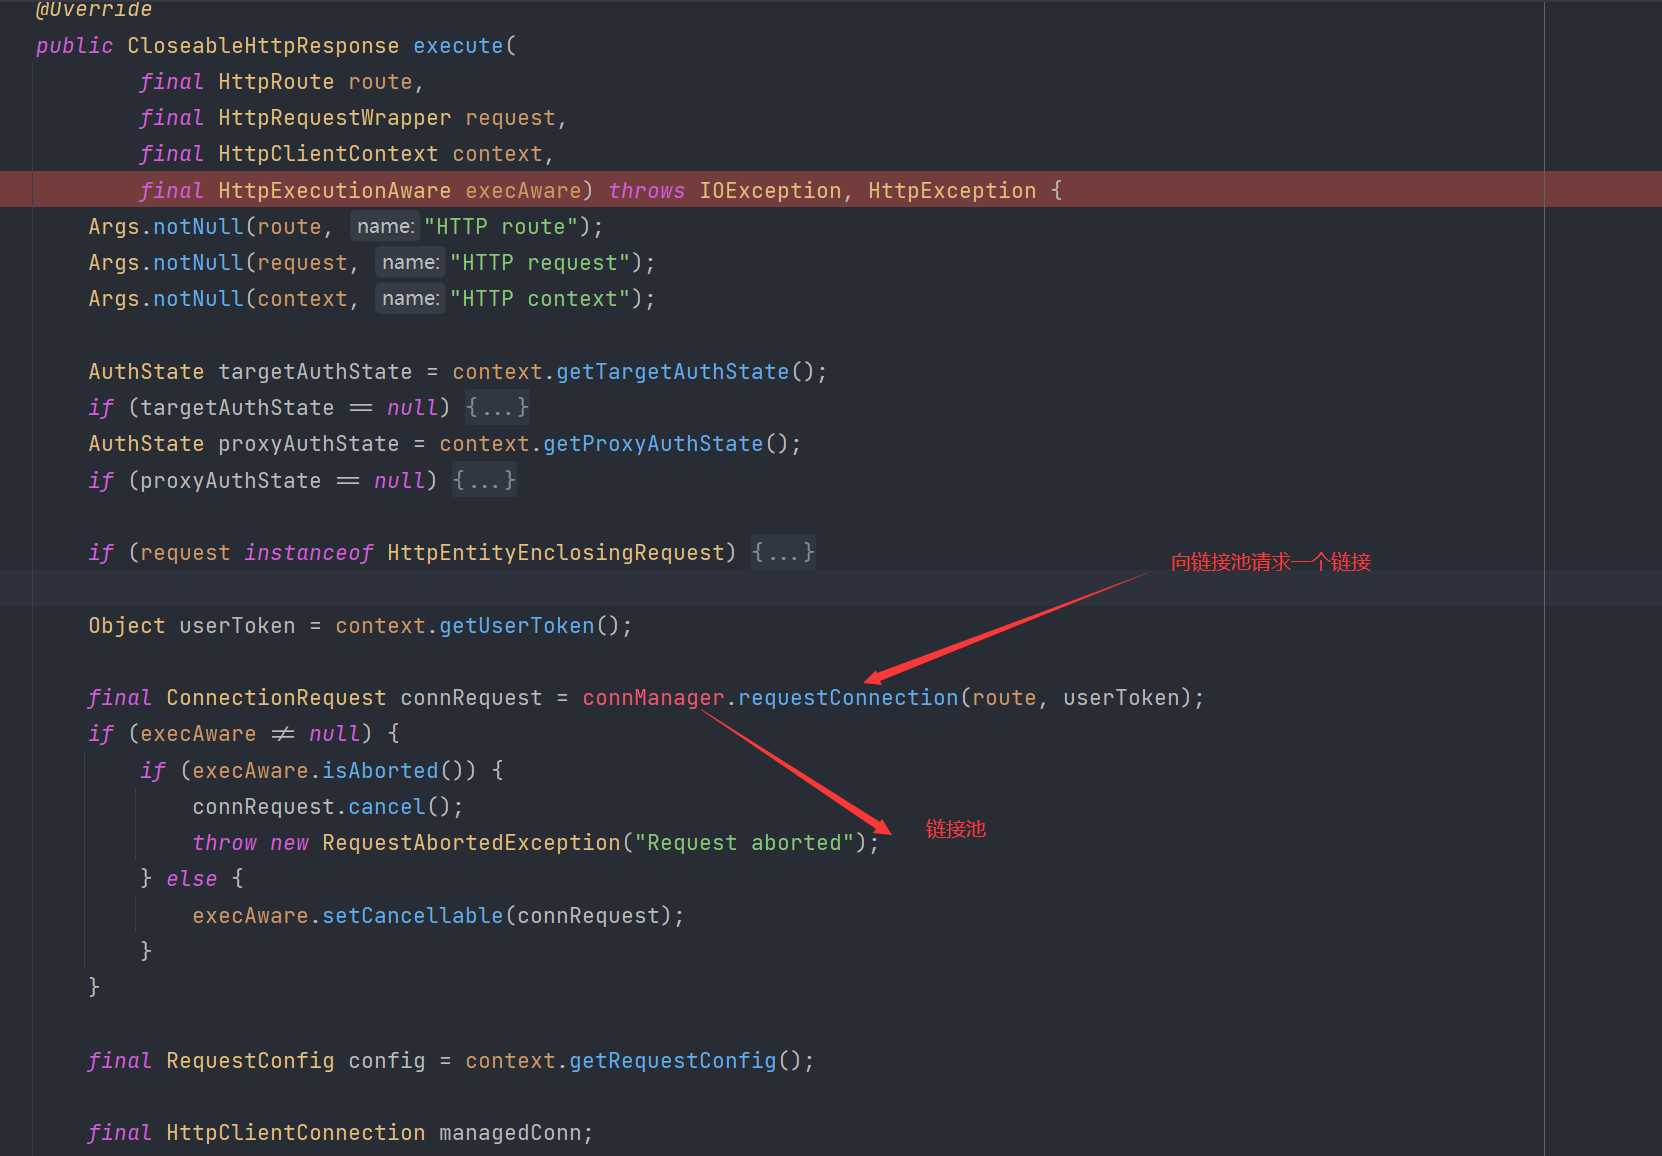 @Override
public CloseableHttpResponse execute(
final HttpRoute route,
final HttpRequestWrapper request,
final HttpClientContext context,
final HttpExecutionAware execAware) throws IOException, HttpException {
Args.notNull(route, name: "HTTP route");
Args.notNull(request, name: "HTTP request");
Args.notNull(context, name: "HTTP context");
AuthState targetAuthState = context.getTargetAuthState();
if (targetAuthState == null) {...}
AuthState proxyAuthState = context.getProxyAuthState();
if (proxyAuthState == null) {...}
if (request instanceof HttpEntityEnclosingRequest) {...}
向链接池请求一个链接
Object userToken = context.getUserToken();
final ConnectionRequest connRequest = connManager.requestConnection(route, userToken);
if (execAware != null) {
if (execAware.isAborted()) {
connRequest.cancel();
链接池
throw new RequestAbortedException("Request aborted");
} else {
execAware.setCancellable(connRequest);
}
}
final RequestConfig config = context.getRequestConfig();
final HttpClientConnection managedConn;